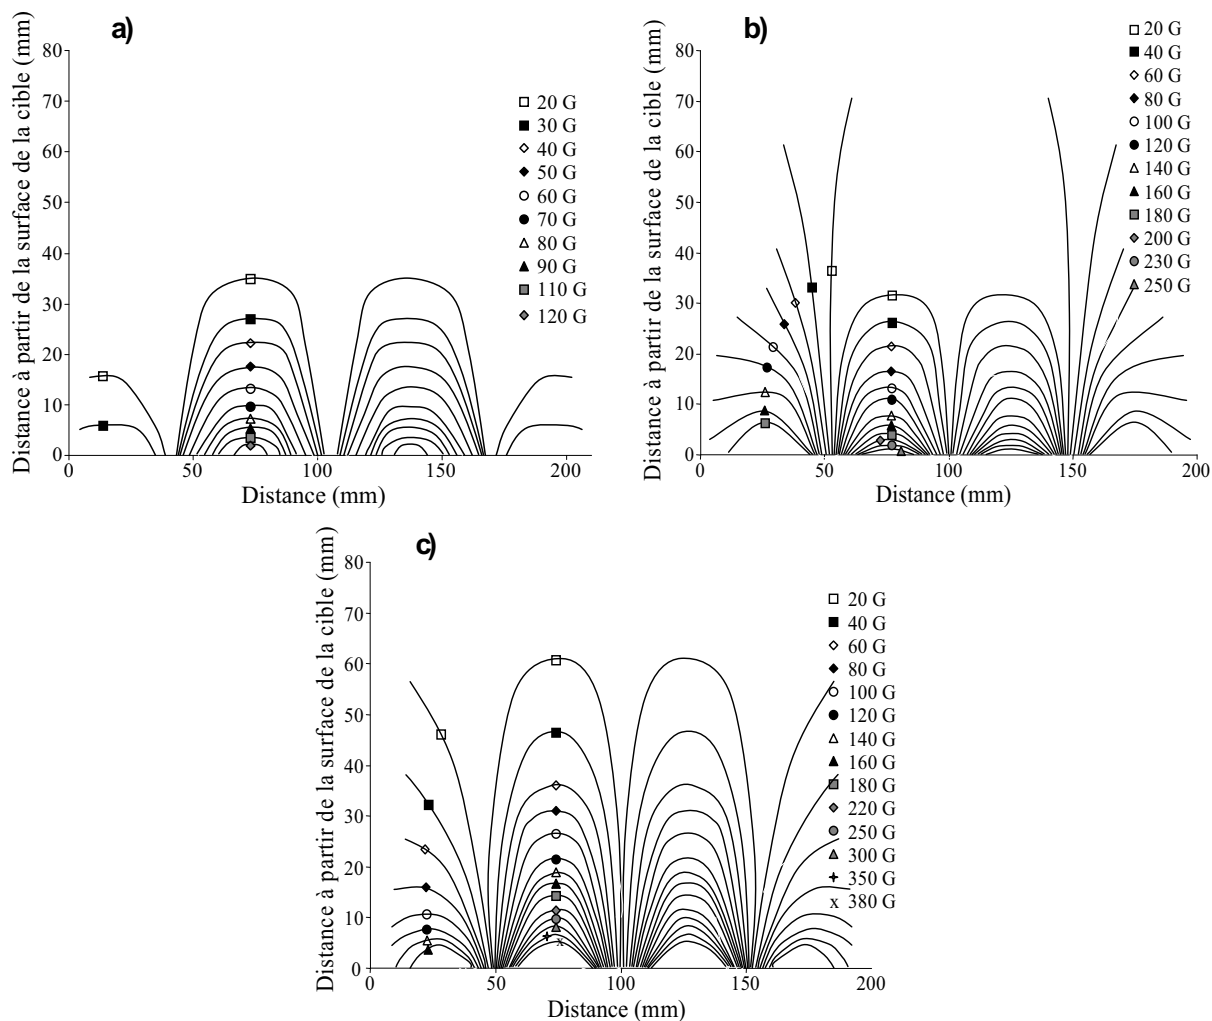 a)
Distance à partir de la surface de la cible (mm)
80
70
60
50
40
30
20
10
0
0 50 100 150 200
Distance (mm)
20 G
30 G
40 G
50 G
60 G
70 G
80 G
90 G
110 G
120 G
b)
Distance à partir de la surface de la cible (mm)
80
70
60
50
40
30
20
10
0
0 50 100 150 200
Distance (mm)
20 G
40 G
60 G
80 G
100 G
120 G
140 G
160 G
180 G
200 G
230 G
250 G
c)
Distance à partir de la surface de la cible (mm)
80
70
60
50
40
30
20
10
0
0 50 100 150 200
Distance (mm)
20 G
40 G
60 G
80 G
100 G
120 G
140 G
160 G
180 G
220 G
250 G
300 G
350 G
x 380 G
x